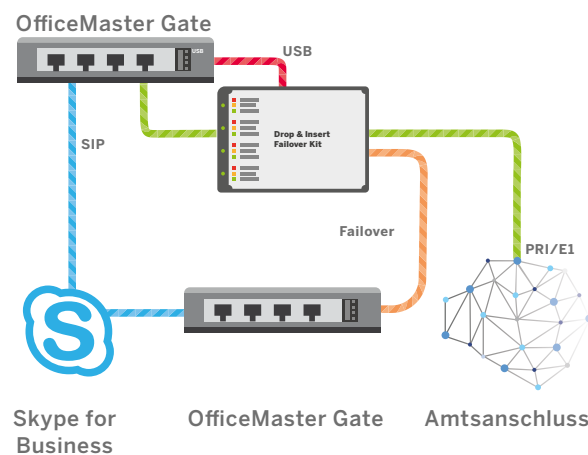 OfficeMaster Gate
USB
USB
SIP
Drop & Insert
Failover Kit
Failover
PRI/E1
S
Skype for
Business
OfficeMaster Gate
Amtsanschluss